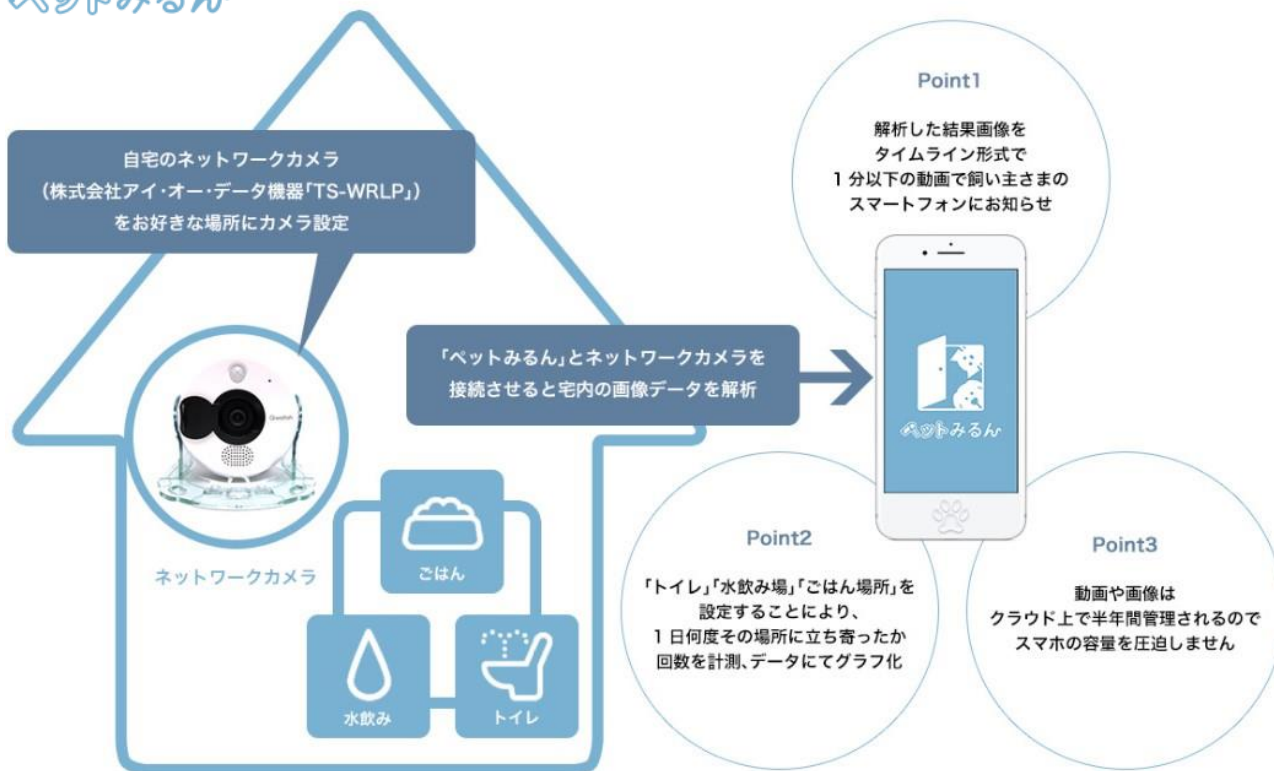 ペットみるん
自宅のネットワークカメラ
(株式会社アイ・オー・データ機器「TS-WRLP」)
をお好きな場所にカメラ設定
ネットワークカメラ
ごはん
水飲み
トイレ
「ペットみるん」とネットワークカメラを
接続させると宅内の画像データを解析
Point1
解析した結果画像を
タイムライン形式で
1分以下の動画で飼い主さまの
スマートフォンにお知らせ
ペットみるん
Point2
「トイレ」「水飲み場」「ごはん場所」を
設定することにより、
1日何度その場所に立ち寄ったか
回数を計測、データにてグラフ化
Point3
動画や画像は
クラウド上で半年間管理されるので
スマホの容量を圧迫しません